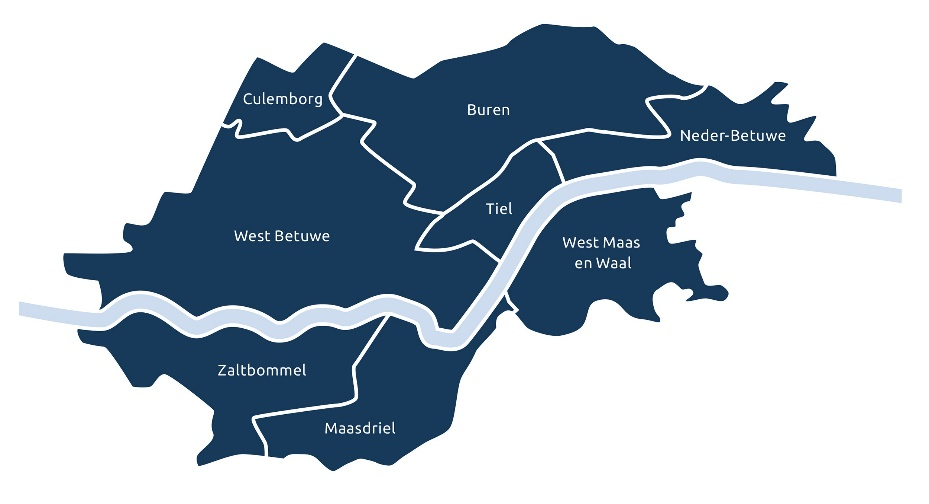 Culemborg
Buren
Neder-Betuwe
Tiel
West Betuwe
West Maas
en Waal
Zaltbommel
Maasdriel